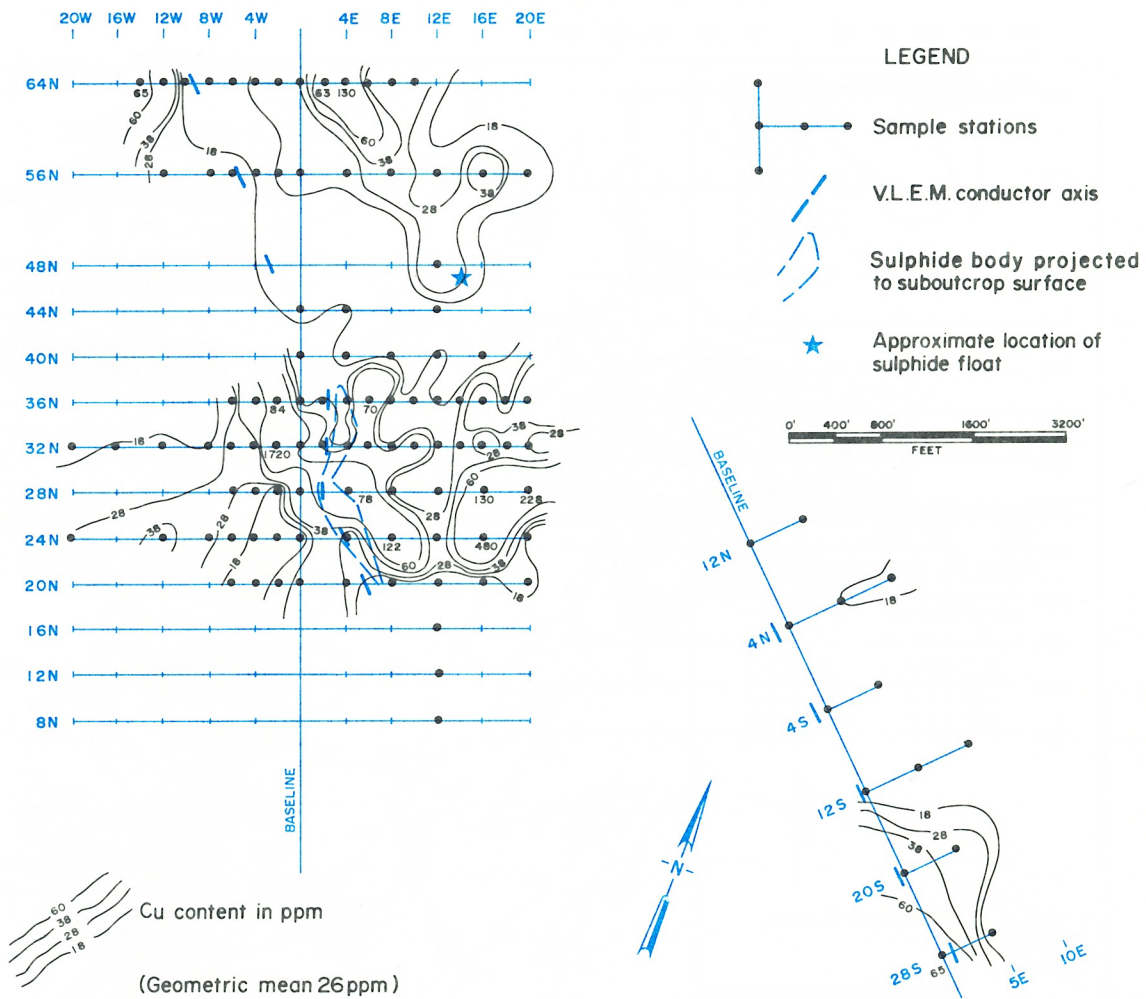 20W 16W 12W 8W 4W 4E 8E 12E 16E 20E
64N
65 63 130
60 38 28
18
60 38
18
56N
38
28
48N
44N
40N
36N
84 70
18
32N
38 28
28
1720
60
28N
78 130 228
28
28
28
38
38
24N
122 480
18
60 28 38
20N
18
16N
12N
8N
BASELINE
60
38
28
18
Cu content in ppm
(Geometric mean 26ppm)
LEGEND
Sample stations
V.L.E.M. conductor axis
Sulphide body projected
to suboutcrop surface
Approximate location of
sulphide float
0' 400' 800' 1600' 3200'
FEET
BASELINE
12N
18
4N
4S
12S
18
28
38
20S
60
28S
65
5E
10E
-N-